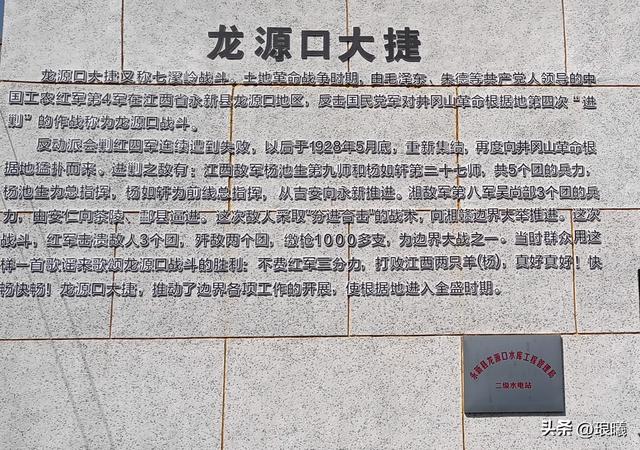 龙源口大捷
龙源口大捷又称七溪岭战斗。土地革命战争时期，由毛泽东、朱德等共产党人领导的中
国工农红军第4军在江西省永新县龙源口地区，反击国民党军对井冈山革命根据地第四次“进
剿”的作战称为龙源口战斗。
反动派会剿红四军连续遭到失败，以后于1928年5月底，重新集结，再度向井冈山革命根
据地猛扑而来。进剿之敌有：江西敌军杨池生第九师和杨如轩第二十七师，共5个团的兵力，
杨池生为总指挥，杨如轩为前线总指挥，从吉安向永新推进。湘敌军第八军吴尚部3个团的兵
力，由安仁向茶陵、酃县逼进。这次敌人采取“分进合击”的战术，向湘赣边界大举推进。这次
战斗，红军击溃敌人3个团，歼敌两个团，缴枪1000多支，为边界大战之一。当时群众用这
样一首歌谣来歌颂龙源口战斗的胜利：不费红军三分力，打败江西两只羊(杨)，真好真好！快
畅快畅！龙源口大捷，推动了边界各项工作的开展，使根据地进入全盛时期。
永新县龙源口水库工程管理局
二级水电站
头条 @琅曦